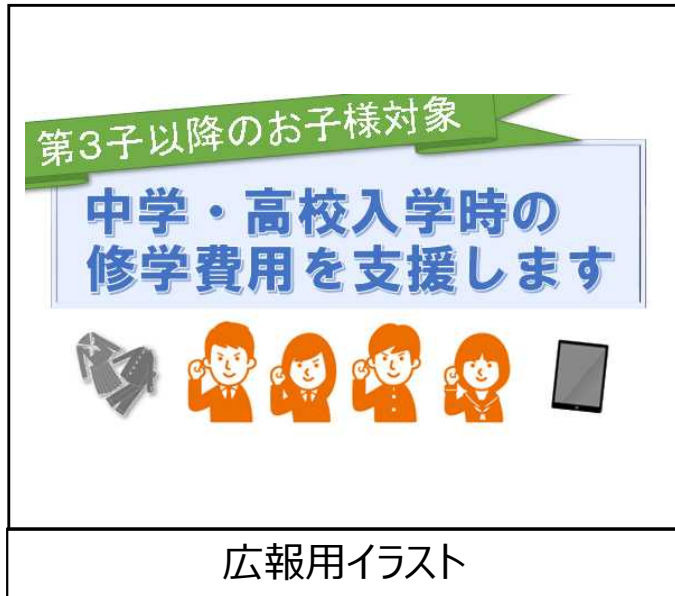 第3子以降のお子様対象
中学・高校入学時の
修学費用を支援します
広報用イラスト